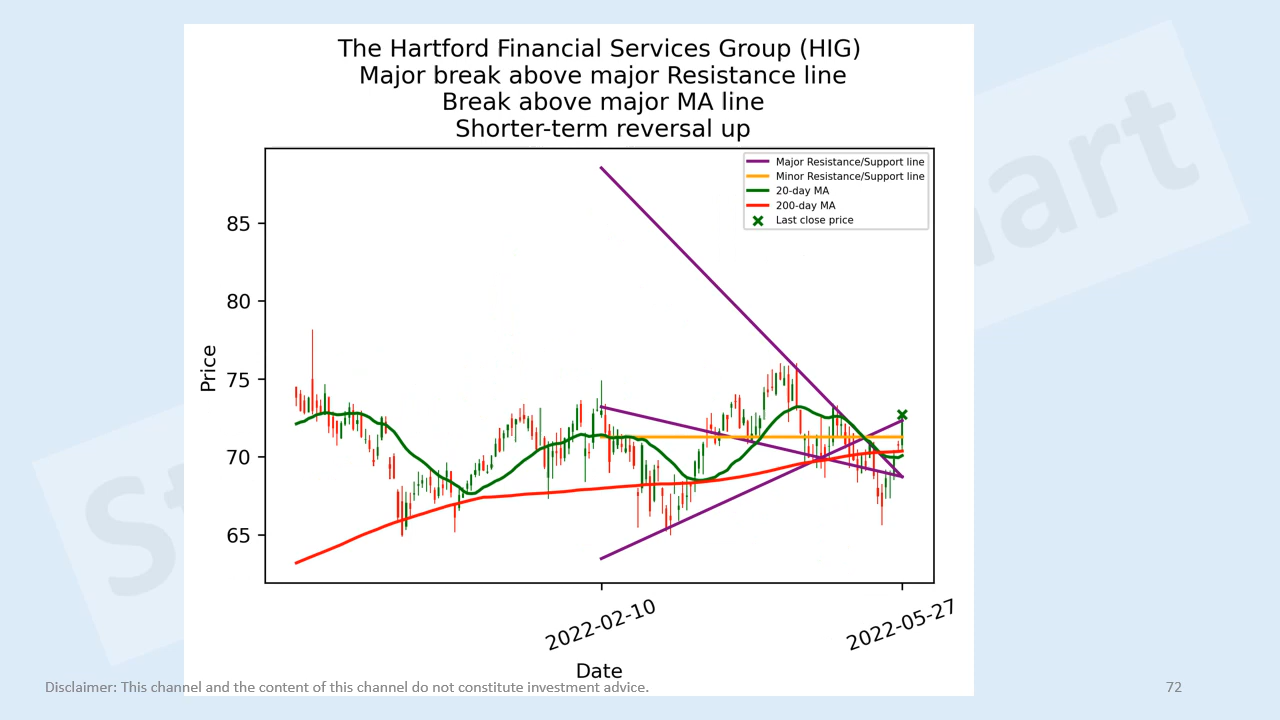 The Hartford Financial Services Group (HIG)
Major break above major Resistance line
Break above major MA line
Shorter-term reversal up
Major Resistance/Support line
Minor Resistance/Support line
20-day MA
200-day MA
Last close price
85
80
75
70
65
Price
2022-02-10
2022-05-27
Date
Disclaimer: This channel and the content of this channel do not constitute investment advice.
72